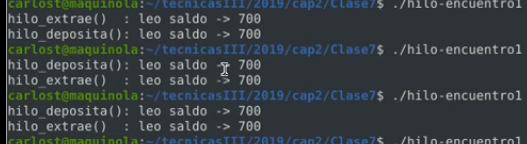 carlost@maquinola:~/tecnicasIII/2019/cap2/Clase7$ ./hilo-encuentro1
hilo_extrae()  : leo saldo -> 700
hilo_deposita(): leo saldo -> 700
carlost@maquinola:~/tecnicasIII/2019/cap2/Clase7$ ./hilo-encuentro1
hilo_deposita(): leo saldo -> 700
hilo_extrae()  : leo saldo -> 700
carlost@maquinola:~/tecnicasIII/2019/cap2/Clase7$ ./hilo-encuentro1
hilo_deposita(): leo saldo -> 700
hilo_extrae()  : leo saldo -> 700
carlost@maquinola:~/tecnicasIII/2019/cap2/Clase7$ ./hilo-encuentro1